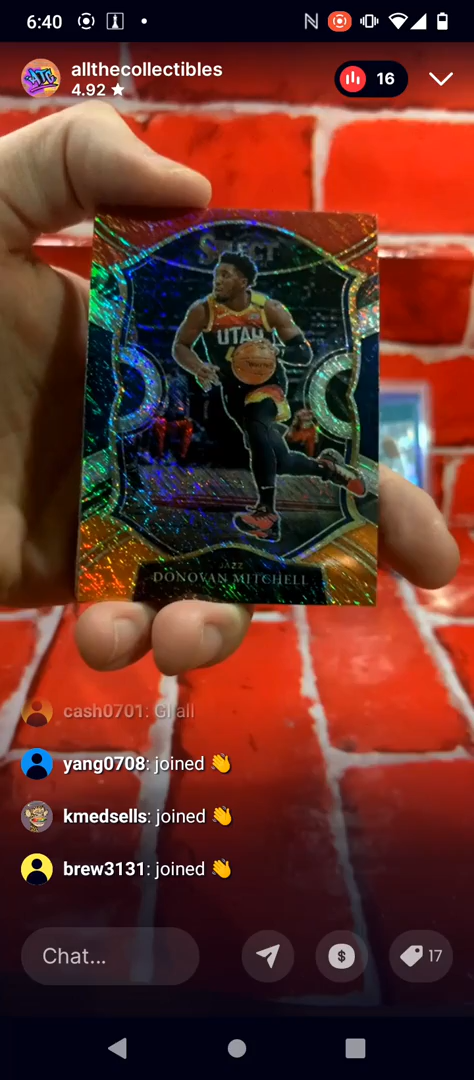 6:40
allthecollectibles
4.92 ★
16
SELECT
UTAH
JAZZ
DONOVAN MITCHELL
cash0701: Gl all
yang0708: joined 👋
kmedsells: joined 👋
brew3131: joined 👋
Chat...
$
17